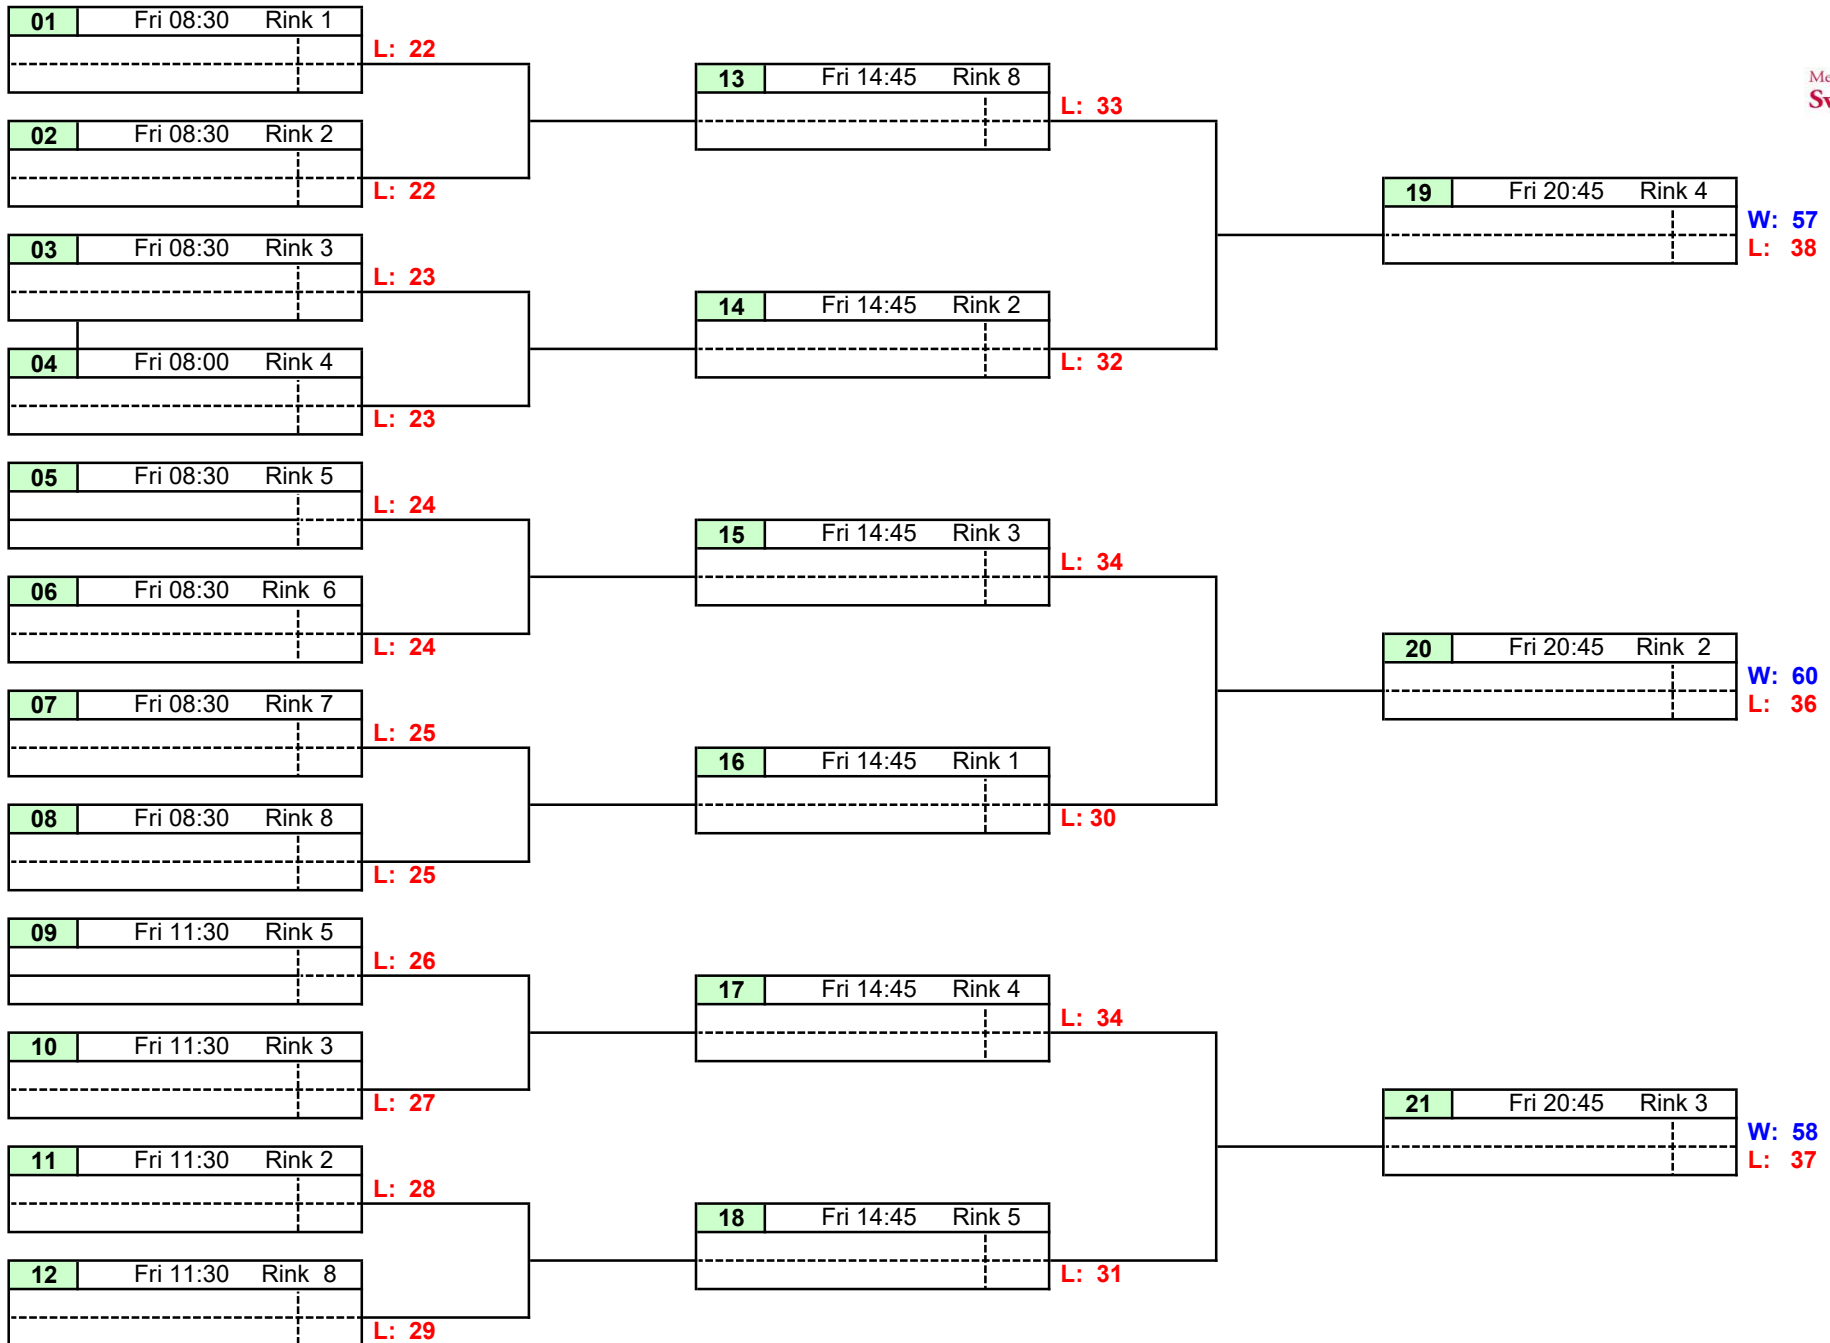 01 Fri 08:30 Rink 1
L: 22
02 Fri 08:30 Rink 2
L: 22
03 Fri 08:30 Rink 3
L: 23
04 Fri 08:00 Rink 4
L: 23
05 Fri 08:30 Rink 5
L: 24
06 Fri 08:30 Rink 6
L: 24
07 Fri 08:30 Rink 7
L: 25
08 Fri 08:30 Rink 8
L: 25
09 Fri 11:30 Rink 5
L: 26
10 Fri 11:30 Rink 3
L: 27
11 Fri 11:30 Rink 2
L: 28
12 Fri 11:30 Rink 8
L: 29
13 Fri 14:45 Rink 8
L: 33
14 Fri 14:45 Rink 2
L: 32
15 Fri 14:45 Rink 3
L: 34
16 Fri 14:45 Rink 1
L: 30
17 Fri 14:45 Rink 4
L: 34
18 Fri 14:45 Rink 5
L: 31
Me
Sv
19 Fri 20:45 Rink 4
W: 57
L: 38
20 Fri 20:45 Rink 2
W: 60
L: 36
21 Fri 20:45 Rink 3
W: 58
L: 37